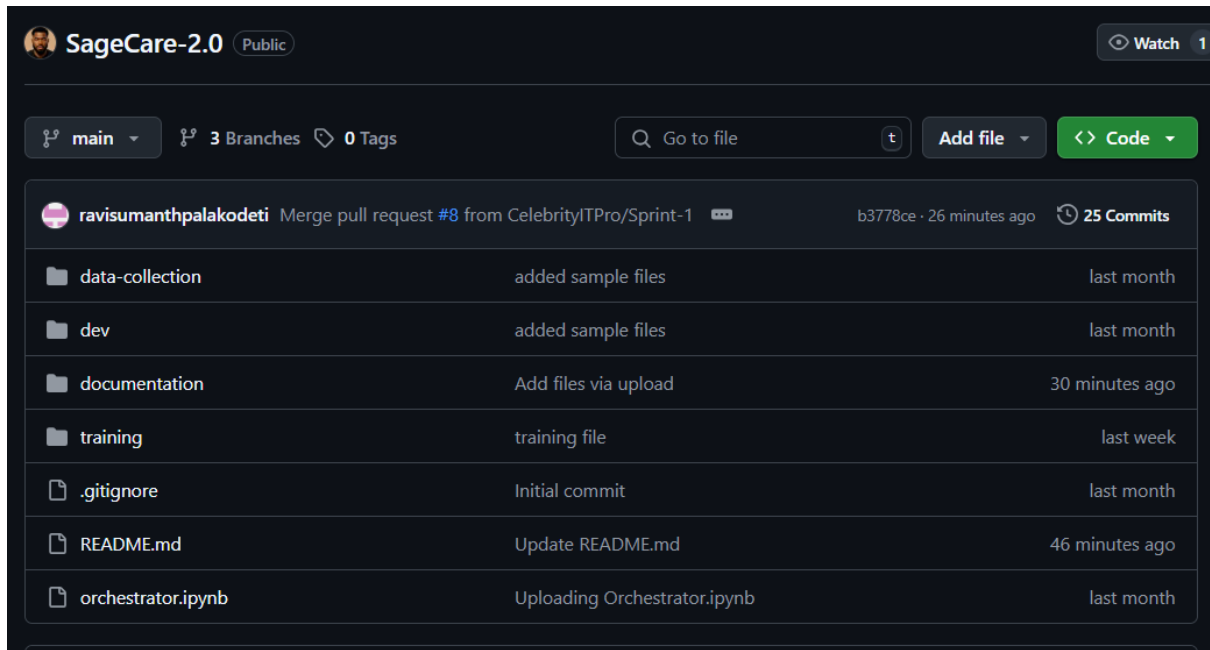 SageCare-2.0 Public Watch 1
main 3 Branches 0 Tags Go to file t Add file Code
ravisumanthpalakodeti Merge pull request #8 from CelebrityITPro/Sprint-1 b3778ce · 26 minutes ago 25 Commits
data-collection added sample files last month
dev added sample files last month
documentation Add files via upload 30 minutes ago
training training file last week
.gitignore Initial commit last month
README.md Update README.md 46 minutes ago
orchestrator.ipynb Uploading Orchestrator.ipynb last month